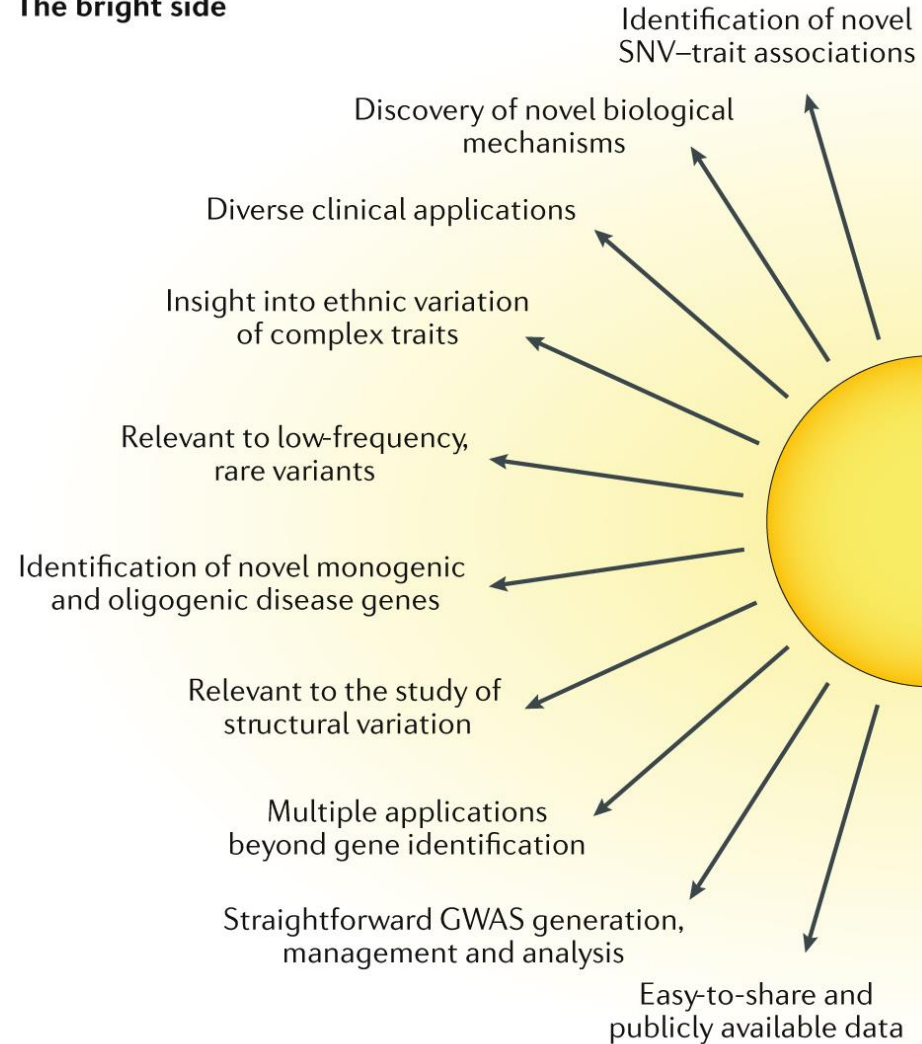 The bright side
Identification of novel
SNV–trait associations
Discovery of novel biological
mechanisms
Diverse clinical applications
Insight into ethnic variation
of complex traits
Relevant to low-frequency,
rare variants
Identification of novel monogenic
and oligogenic disease genes
Relevant to the study of
structural variation
Multiple applications
beyond gene identification
Straightforward GWAS generation,
management and analysis
Easy-to-share and
publicly available data